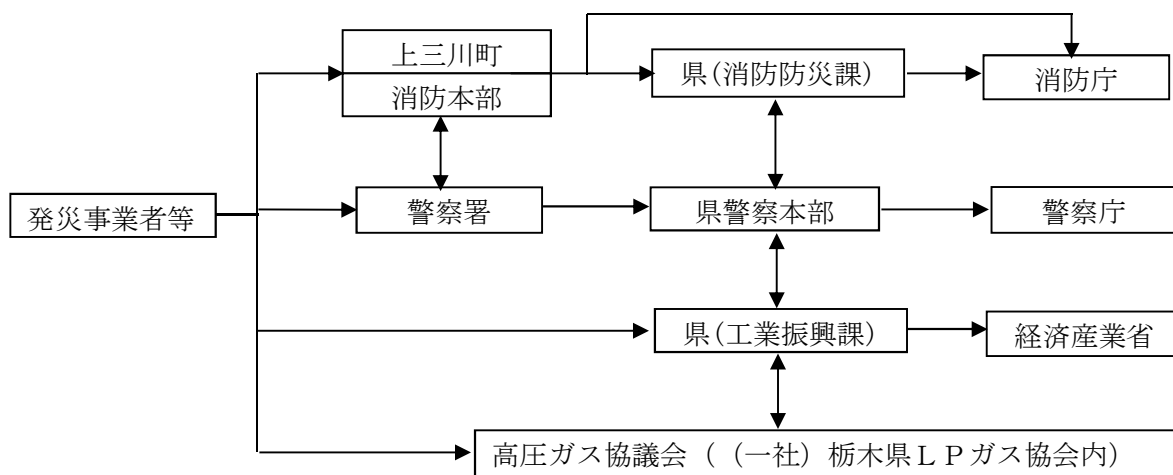 上三川町
消防本部
県(消防防災課)
消防庁
発災事業者等
警察署
県警察本部
警察庁
県(工業振興課)
経済産業省
高圧ガス協議会（（一社）栃木県ＬＰガス協会内）